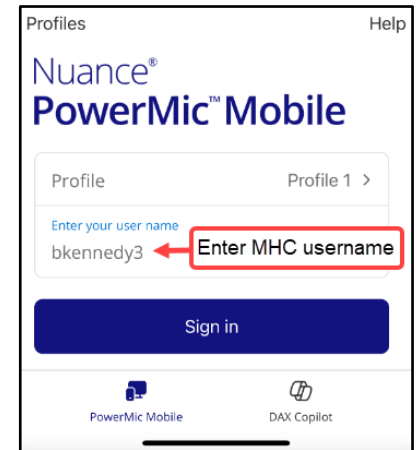 Profiles Help
Nuance®
PowerMic™ Mobile
Profile Profile 1 >
Enter your user name
bkennedy3 Enter MHC username
Sign in
PowerMic Mobile DAX Copilot